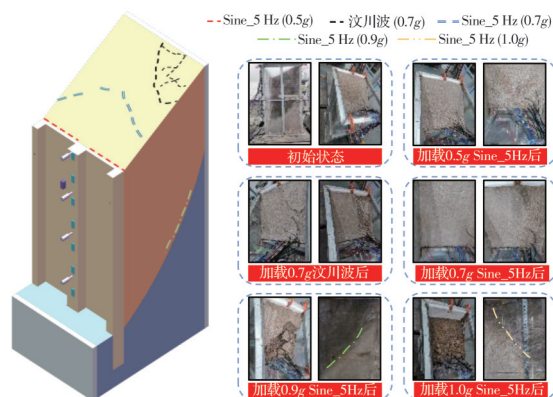 Sine_5 Hz (0.5g) 汶川波 (0.7g) Sine_5 Hz (0.7g)
Sine_5 Hz (0.9g) Sine_5 Hz (1.0g)
初始状态
加载0.5g Sine_5Hz后
加载0.7g汶川波后
加载0.7g Sine_5Hz后
加载0.9g Sine_5Hz后
加载1.0g Sine_5Hz后